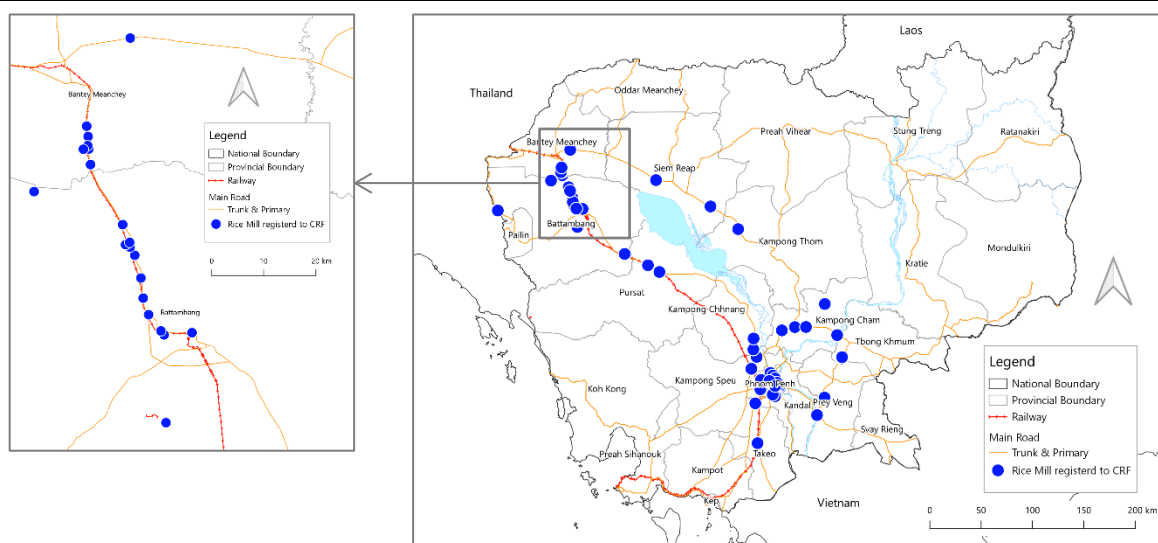 Bantey Meanchey
Legend
National Boundary
Provincial Boundary
Railway
Main Road
Trunk & Primary
Rice Mill registerd to CRF
0 10 20 km
Battambang
Laos
Thailand
Oddar Meanchey
Stung Treng
Ratanakiri
Preah Vihear
Bantey Meanchey
Siem Reap
Battambang
Pailin
Kampong Thom
Mondulkiri
Kratie
Pursat
Kampong Chhnang
Kampong Cham
Tbong Khmum
Legend
National Boundary
Provincial Boundary
Railway
Main Road
Trunk & Primary
Rice Mill registerd to CRF
Koh Kong
Kampong Speu
Phnom Penh
Kandal
Prey Veng
Svay Rieng
Preah Sihanouk
Kampot
Takeo
Kep
Vietnam
0 50 100 150 200 km